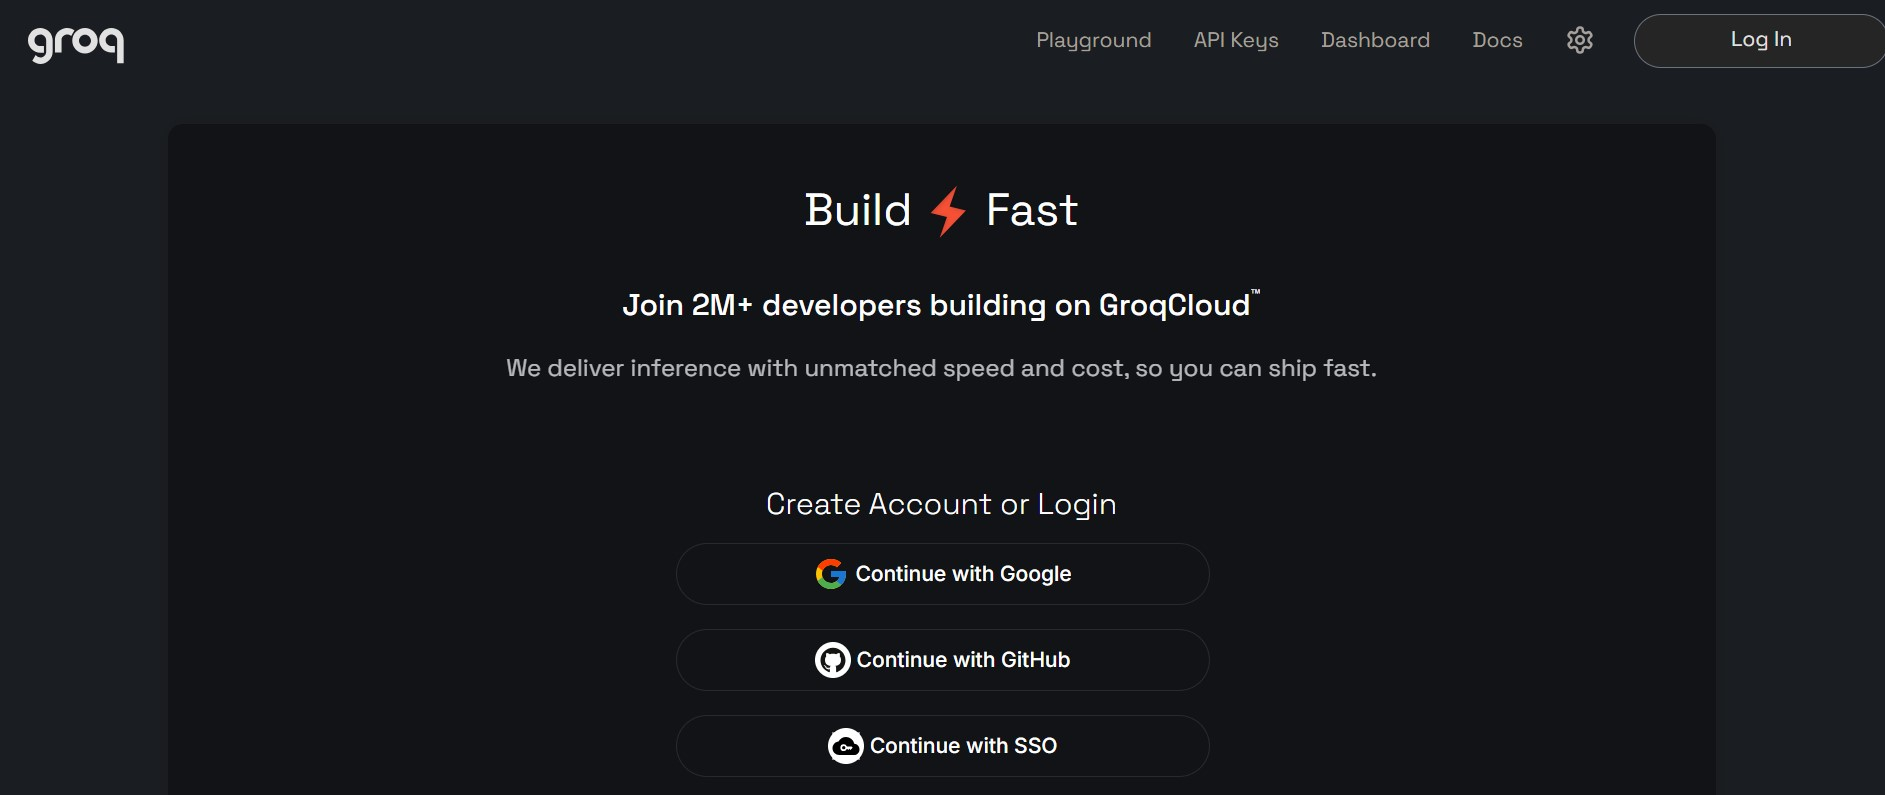 groq
Playground API Keys Dashboard Docs Log In
Build Fast
Join 2M+ developers building on GroqCloud™
We deliver inference with unmatched speed and cost, so you can ship fast.
Create Account or Login
Continue with Google
Continue with GitHub
Continue with SSO